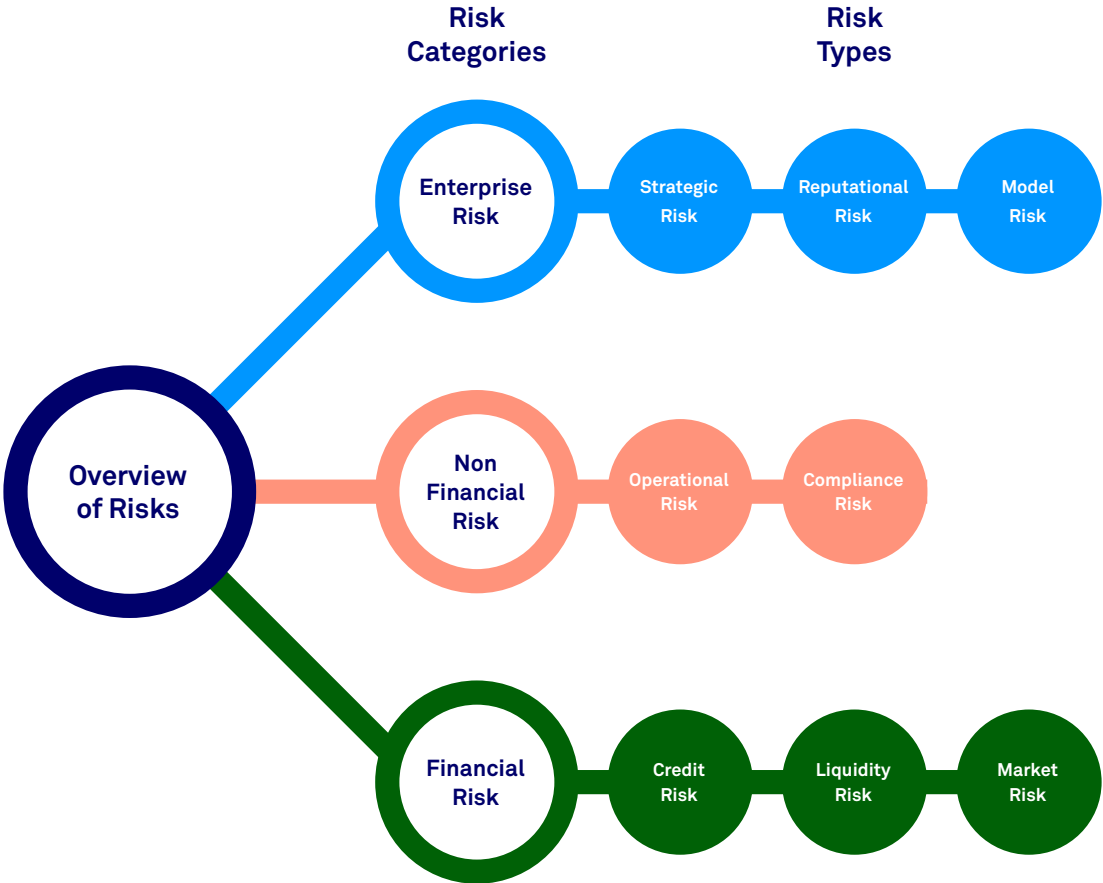 Risk
Categories
Risk
Types
Enterprise
Risk
Strategic
Risk
Reputational
Risk
Model
Risk
Overview
of Risks
Non
Financial
Risk
Operational
Risk
Compliance
Risk
Financial
Risk
Credit
Risk
Liquidity
Risk
Market
Risk